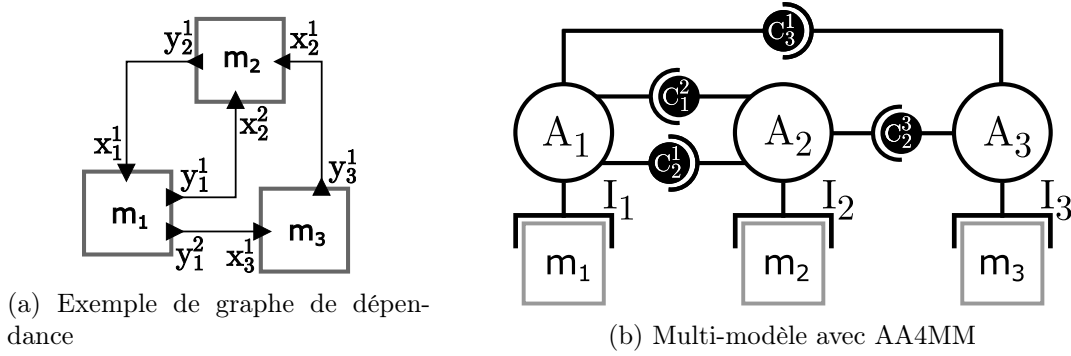 y₂¹ x₂¹
m₂
x₂²
x₁¹
y₁¹ y₃¹
m₁ m₃
y₁² x₃¹
(a) Exemple de graphe de dépen-
dance
C₃¹
C₁²
A₁ A₂ C₂³ A₃
C₂¹
I₁ I₂ I₃
m₁ m₂ m₃
(b) Multi-modèle avec AA4MM